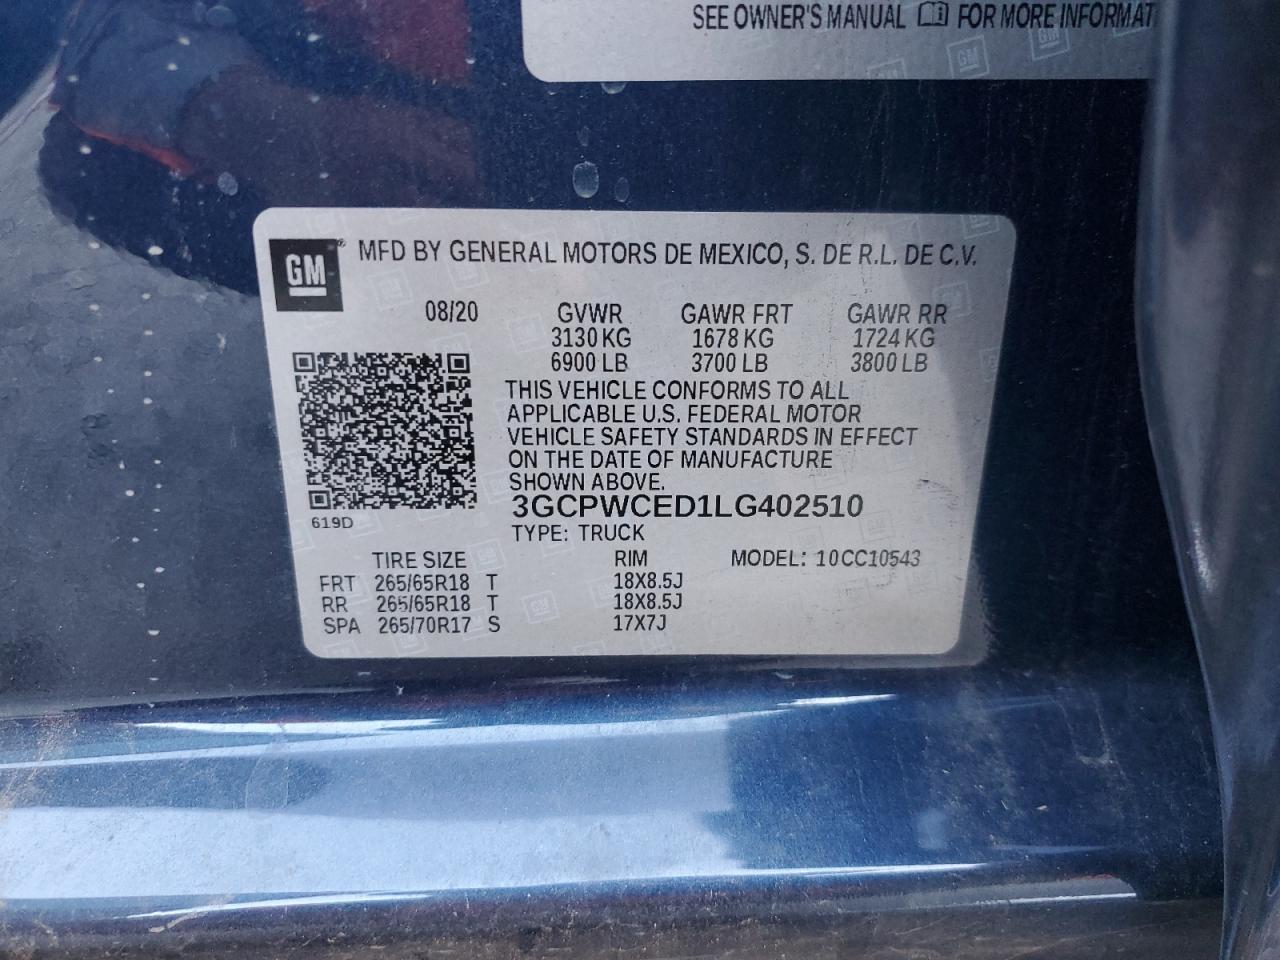 SEE OWNER'S MANUAL FOR MORE INFORMAT
GM
MFD BY GENERAL MOTORS DE MEXICO, S. DE R.L. DE C.V.
08/20 GVWR GAWR FRT GAWR RR
3130 KG 1678 KG 1724 KG
6900 LB 3700 LB 3800 LB
THIS VEHICLE CONFORMS TO ALL
APPLICABLE U.S. FEDERAL MOTOR
VEHICLE SAFETY STANDARDS IN EFFECT
ON THE DATE OF MANUFACTURE
SHOWN ABOVE.
3GCPWCED1LG402510
619D
TYPE: TRUCK
TIRE SIZE RIM MODEL: 10CC10543
FRT 265/65R18 T 18X8.5J
RR 265/65R18 T 18X8.5J
SPA 265/70R17 S 17X7J